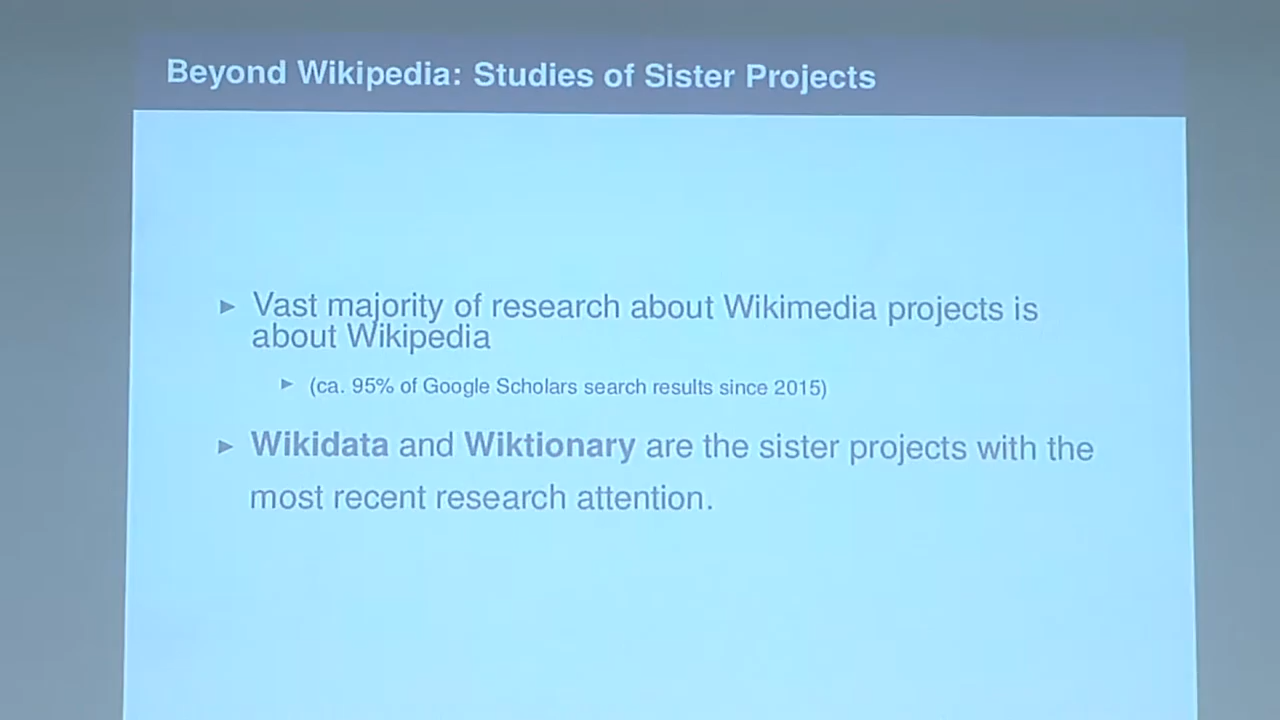 Beyond Wikipedia: Studies of Sister Projects
► Vast majority of research about Wikimedia projects is
about Wikipedia
► (ca. 95% of Google Scholars search results since 2015)
► Wikidata and Wiktionary are the sister projects with the
most recent research attention.